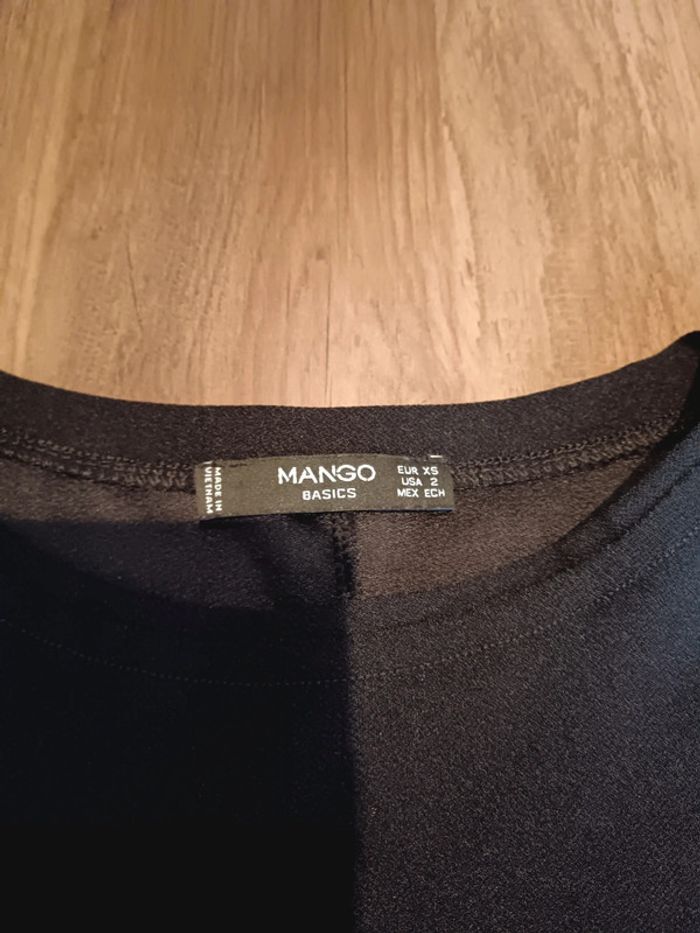 MADE IN
VIETNAM
MANGO
BASICS
EUR XS
USA 2
MEX ECH